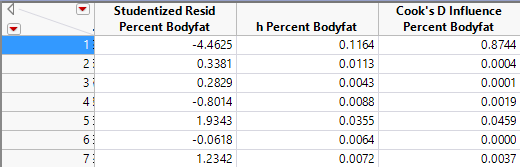 Studentized Resid Percent Bodyfat h Percent Bodyfat Cook's D Influence Percent Bodyfat
1 -4.4625 0.1164 0.8744
2 0.3381 0.0113 0.0004
3 0.2829 0.0043 0.0001
4 -0.8014 0.0088 0.0019
5 1.9343 0.0355 0.0459
6 -0.0618 0.0064 0.0000
7 1.2342 0.0072 0.0037